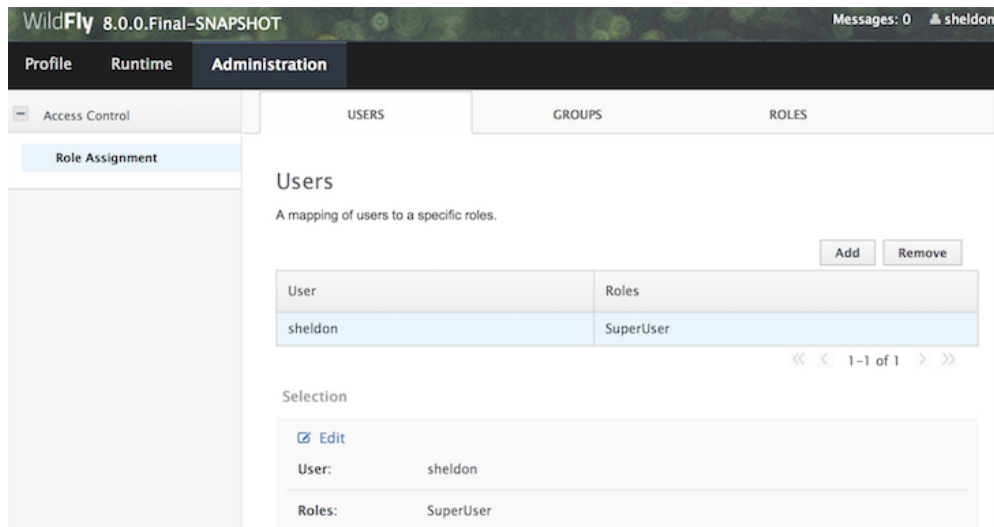 WildFly 8.0.0.Final-SNAPSHOT Messages: 0 sheldon
Profile Runtime Administration
Access Control
Role Assignment
USERS GROUPS ROLES
Users
A mapping of users to a specific roles.
Add Remove
User Roles
sheldon SuperUser
1-1 of 1
Selection
Edit
User: sheldon
Roles: SuperUser